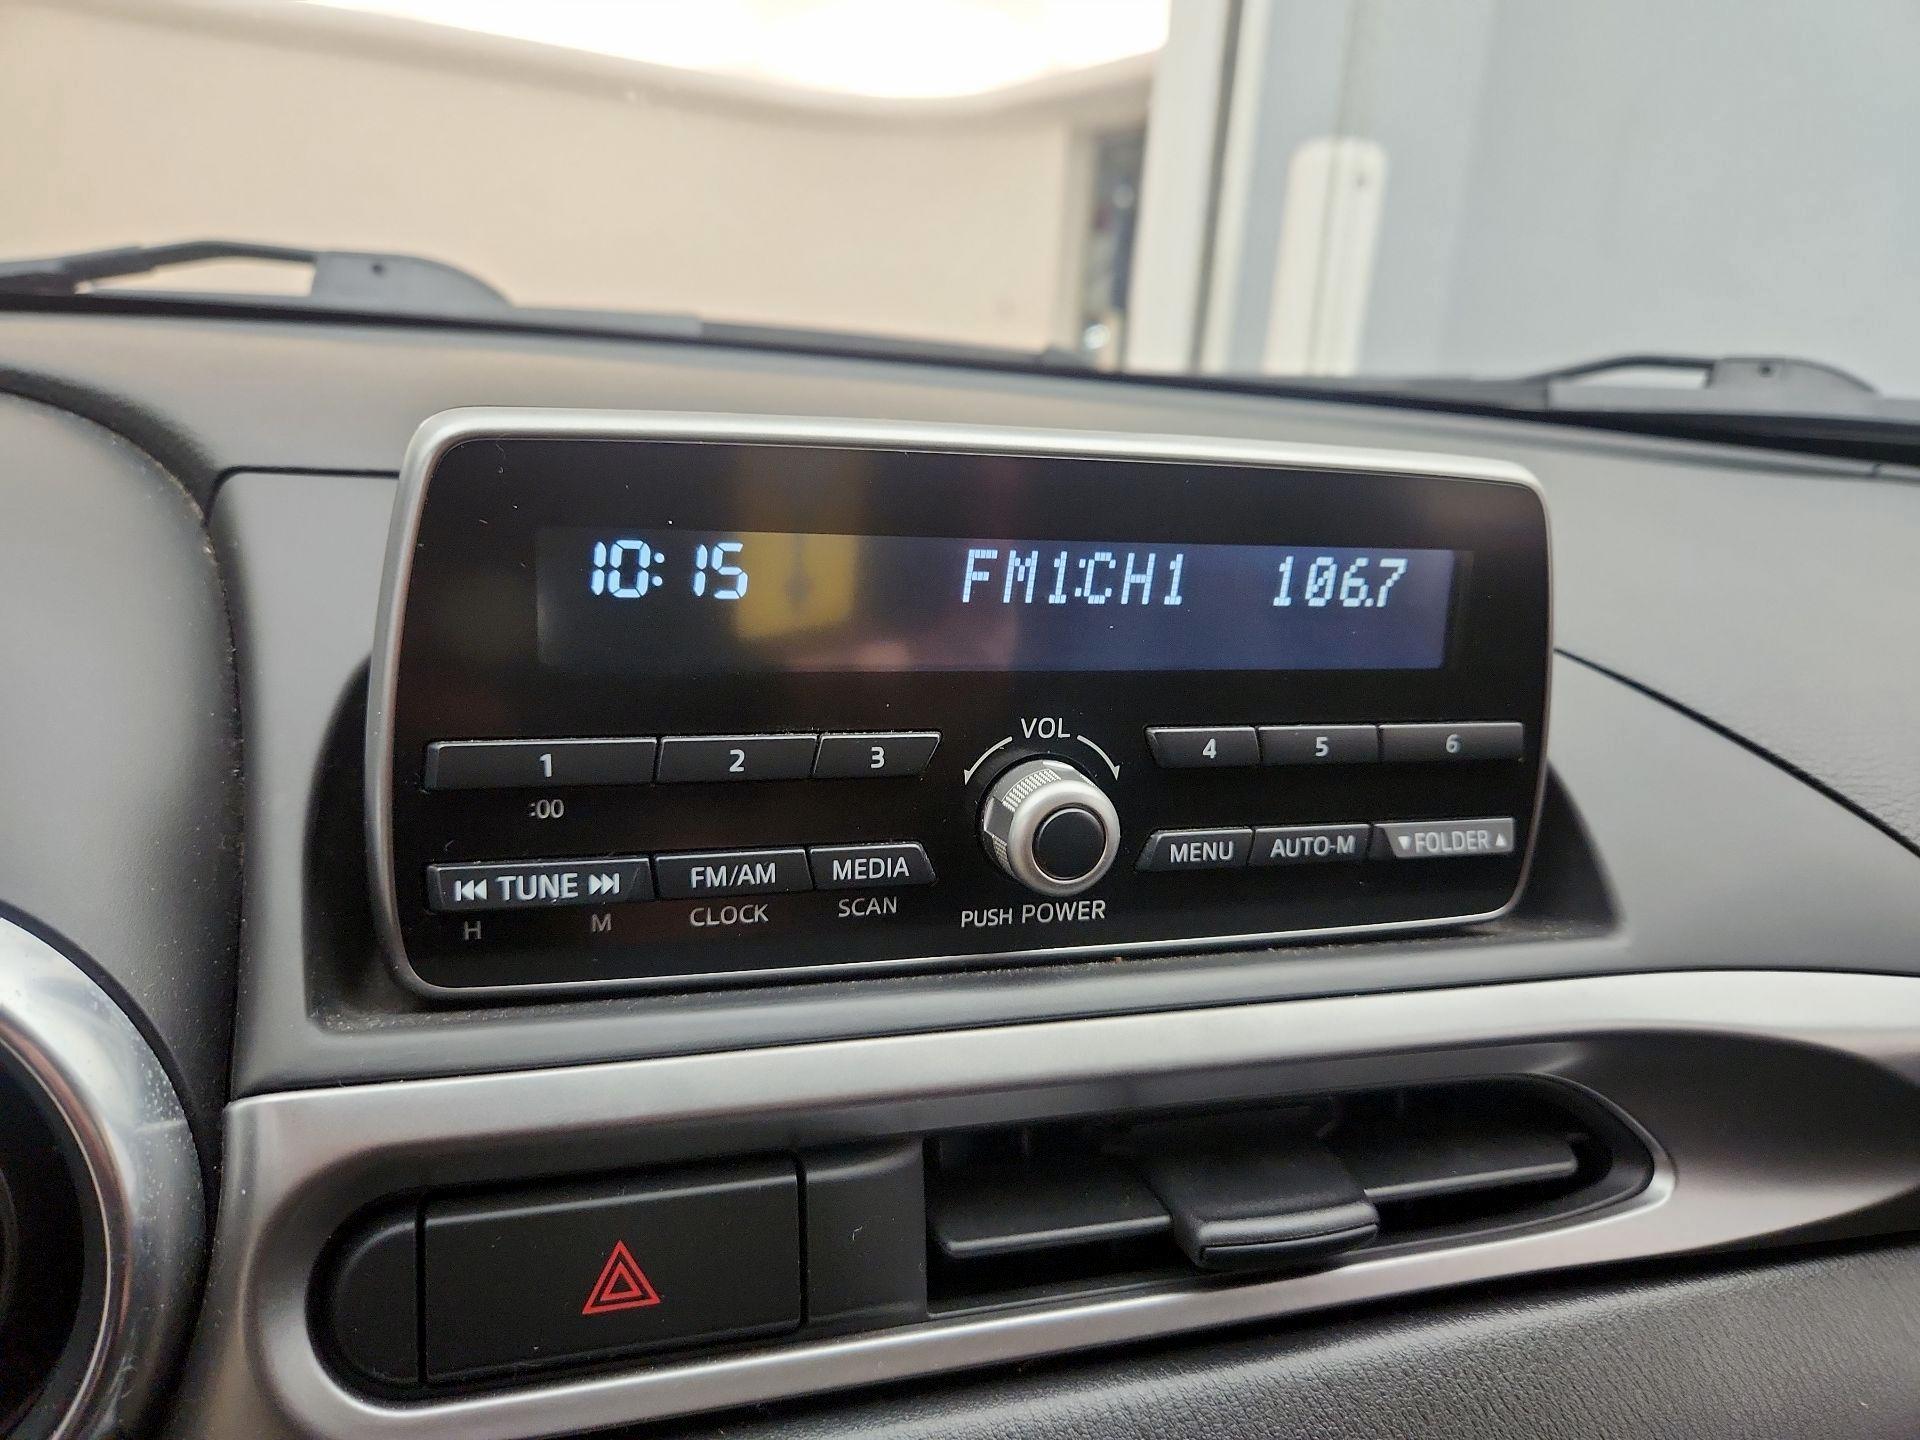 10:15 FM1:CH1 106.7
VOL
1 2 3 4 5 6
:00
⏮ TUNE ⏭ FM/AM MEDIA MENU AUTO-M ▼FOLDER▲
H M CLOCK SCAN PUSH POWER